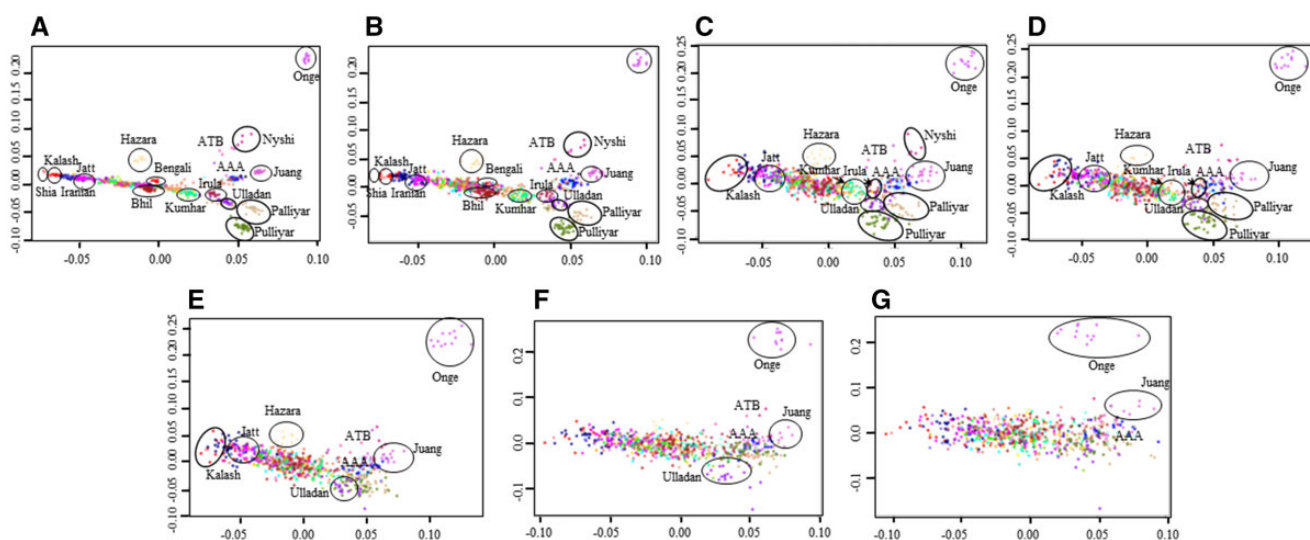 A
B
C
D
0.20
0.15
0.10
0.05
0.00
-0.05
-0.10
Onge
Hazara
ATB
Nyshi
Kalash
Jatt
Bengali
AAA
Juang
Shia Iranian
Bhil
Kumhar
Irula
Ulladan
Palliyar
Pulliyar
-0.05 0.00 0.05 0.10
0.20
0.15
0.10
0.05
0.00
-0.05
Hazara
ATB
Nyshi
Kalash
Jatt
Bengali
AAA
Juang
Shia Iranian
Bhil
Kumhar
Irula
Ulladan
Palliyar
Pulliyar
-0.05 0.00 0.05 0.10
0.25
0.20
0.15
0.10
0.05
0.00
-0.05
-0.10
Onge
Hazara
ATB
Nyshi
Jatt
Kumhar
Irula
AAA
Juang
Kalash
Ulladan
Palliyar
Pulliyar
-0.05 0.00 0.05 0.10
0.25
0.20
0.15
0.10
0.05
0.00
-0.05
-0.10
Onge
Hazara
ATB
Jatt
Kumhar
Irula
AAA
Juang
Kalash
Ulladan
Palliyar
Pulliyar
-0.05 0.00 0.05 0.10
E
F
G
0.25
0.20
0.15
0.10
0.05
0.00
-0.05
-0.10
Onge
Hazara
ATB
Jatt
AAA
Juang
Kalash
Ulladan
-0.05 0.00 0.05 0.10
0.2
0.1
0.0
-0.1
Onge
ATB
Juang
AAA
Ulladan
-0.10 -0.05 0.00 0.05 0.10
0.2
0.1
0.0
-0.1
Onge
Juang
AAA
-0.10 -0.05 0.00 0.05 0.10